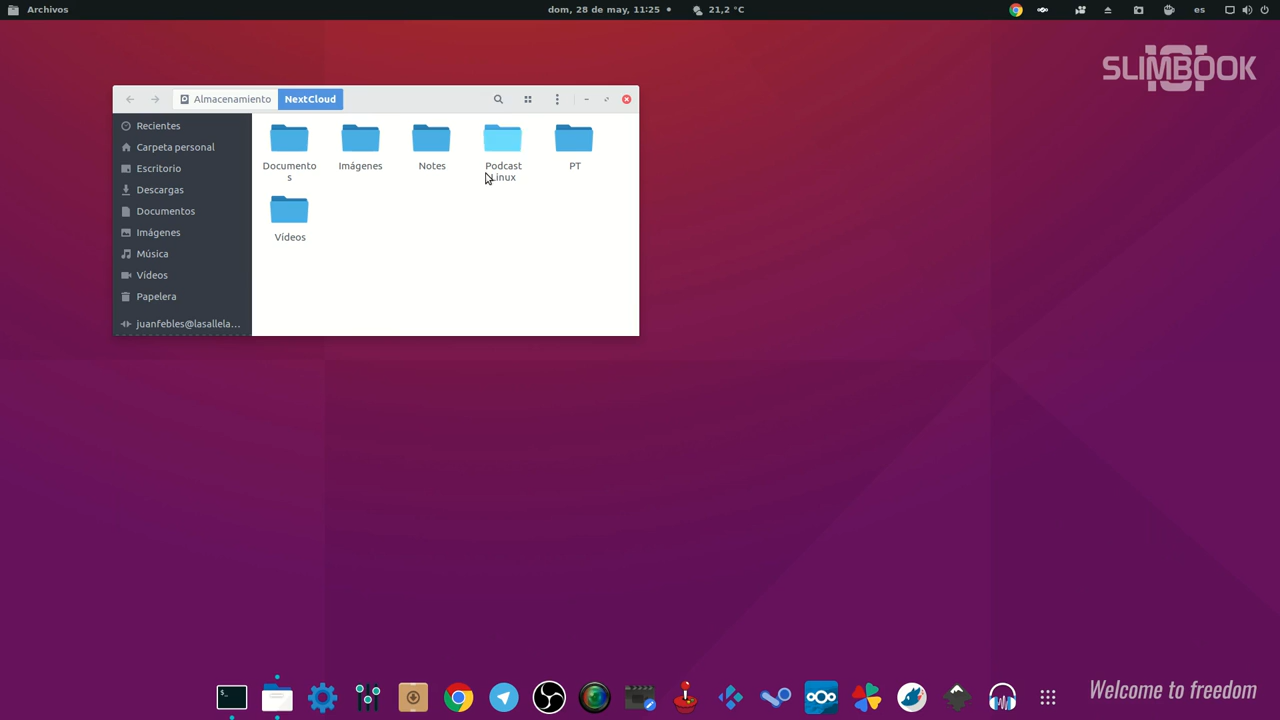 Archivos
dom, 28 de may, 11:25
21,2 °C
es
SLIMBOOK
Almacenamiento
NextCloud
Recientes
Carpeta personal
Escritorio
Descargas
Documentos
Imágenes
Música
Vídeos
Papelera
juanfebles@lasallela…
Documento
s
Imágenes
Notes
Podcast
Linux
PT
Vídeos
$_
Welcome to freedom